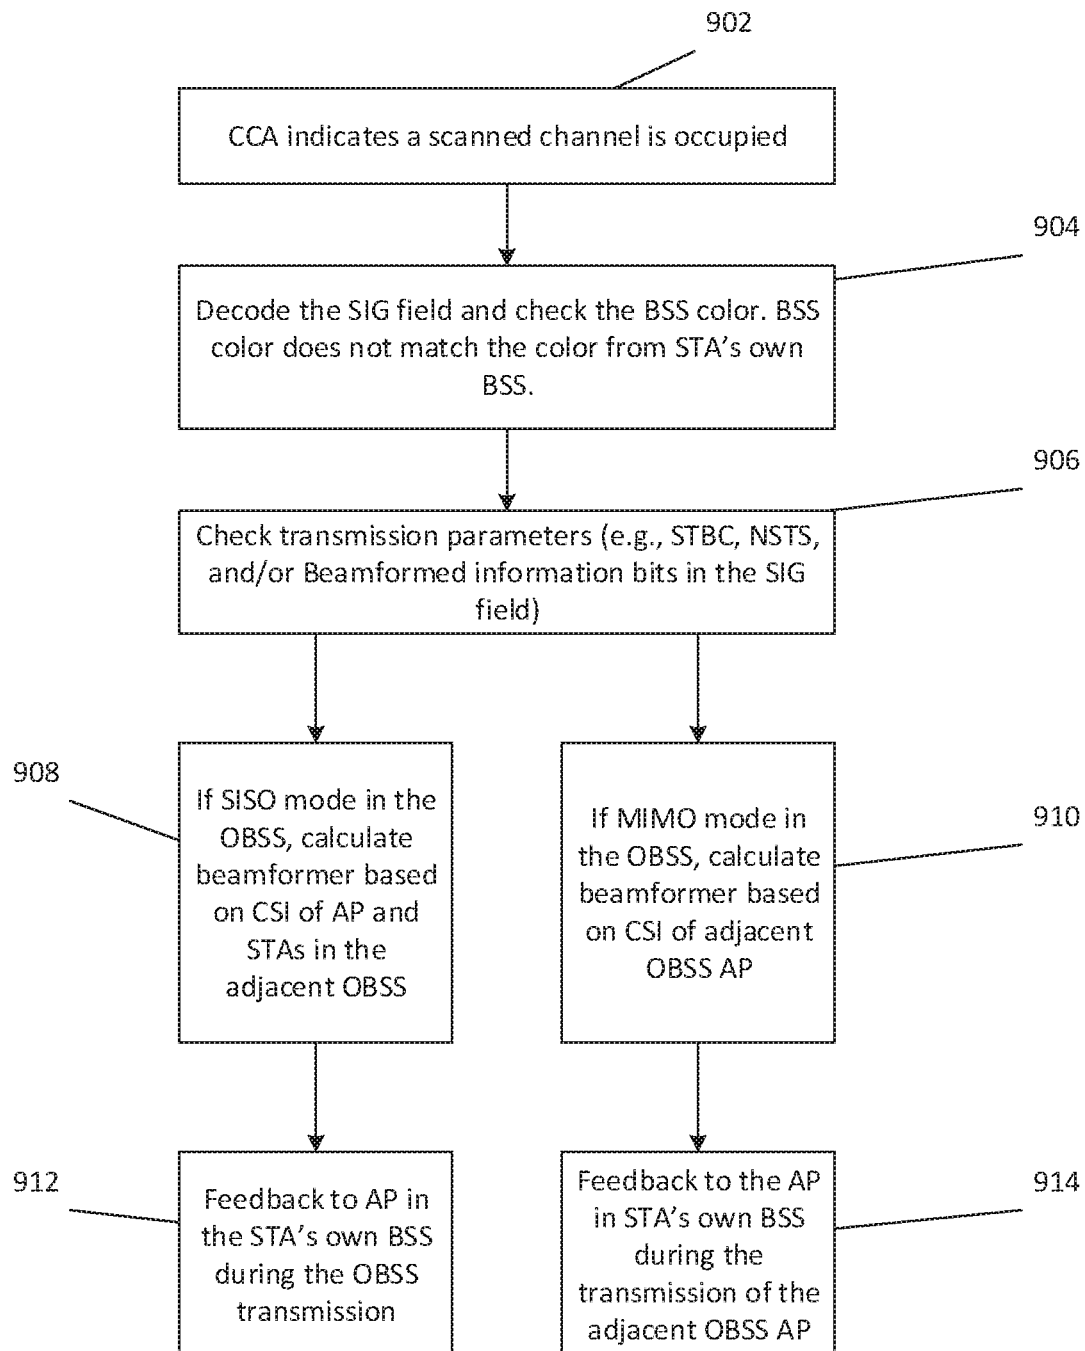 902
CCA indicates a scanned channel is occupied
904
Decode the SIG field and check the BSS color. BSS
color does not match the color from STA's own
BSS.
906
Check transmission parameters (e.g., STBC, NSTS,
and/or Beamformed information bits in the SIG
field)
908
If SISO mode in the
OBSS, calculate
beamformer based
on CSI of AP and
STAs in the
adjacent OBSS
910
If MIMO mode in
the OBSS, calculate
beamformer based
on CSI of adjacent
OBSS AP
912
Feedback to AP in
the STA's own BSS
during the OBSS
transmission
914
Feedback to the AP
in STA's own BSS
during the
transmission of the
adjacent OBSS AP